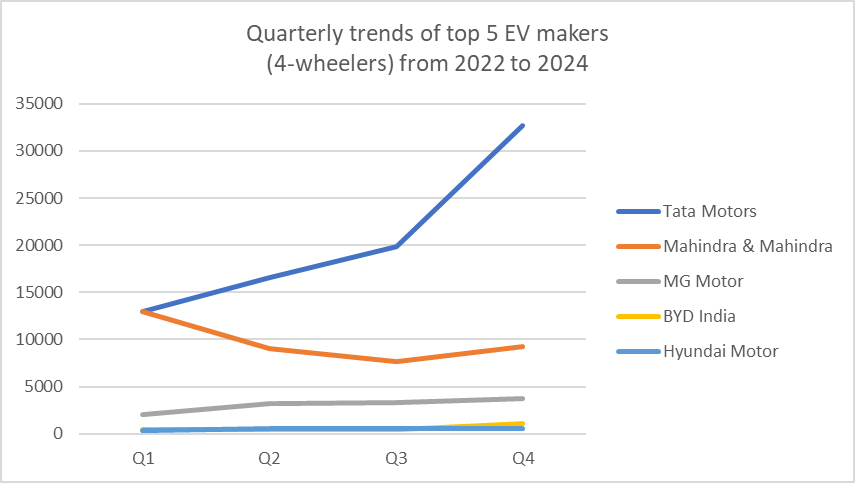 Quarterly trends of top 5 EV makers
(4-wheelers) from 2022 to 2024
35000
30000
25000
20000
15000
10000
5000
0
Q1 Q2 Q3 Q4
Tata Motors
Mahindra & Mahindra
MG Motor
BYD India
Hyundai Motor